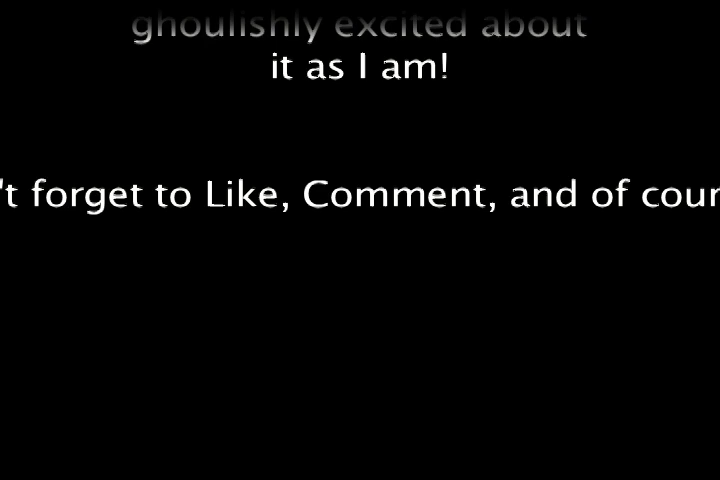 ghoulishly excited about
it as I am!
't forget to Like, Comment, and of cour